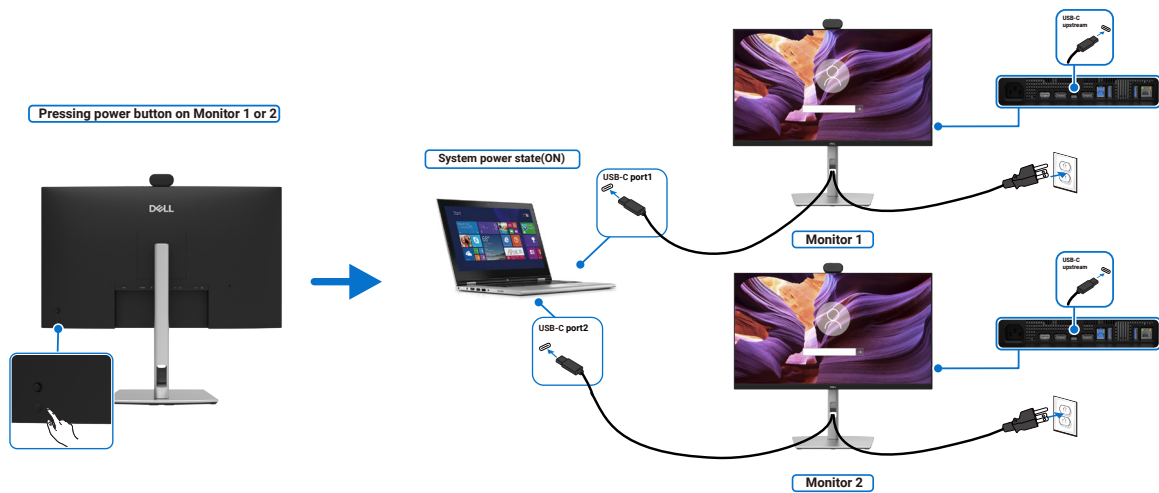 Pressing power button on Monitor 1 or 2
DELL
System power state(ON)
Start
USB-C port1
USB-C port2
USB-C
upstream
Monitor 1
USB-C
upstream
Monitor 2